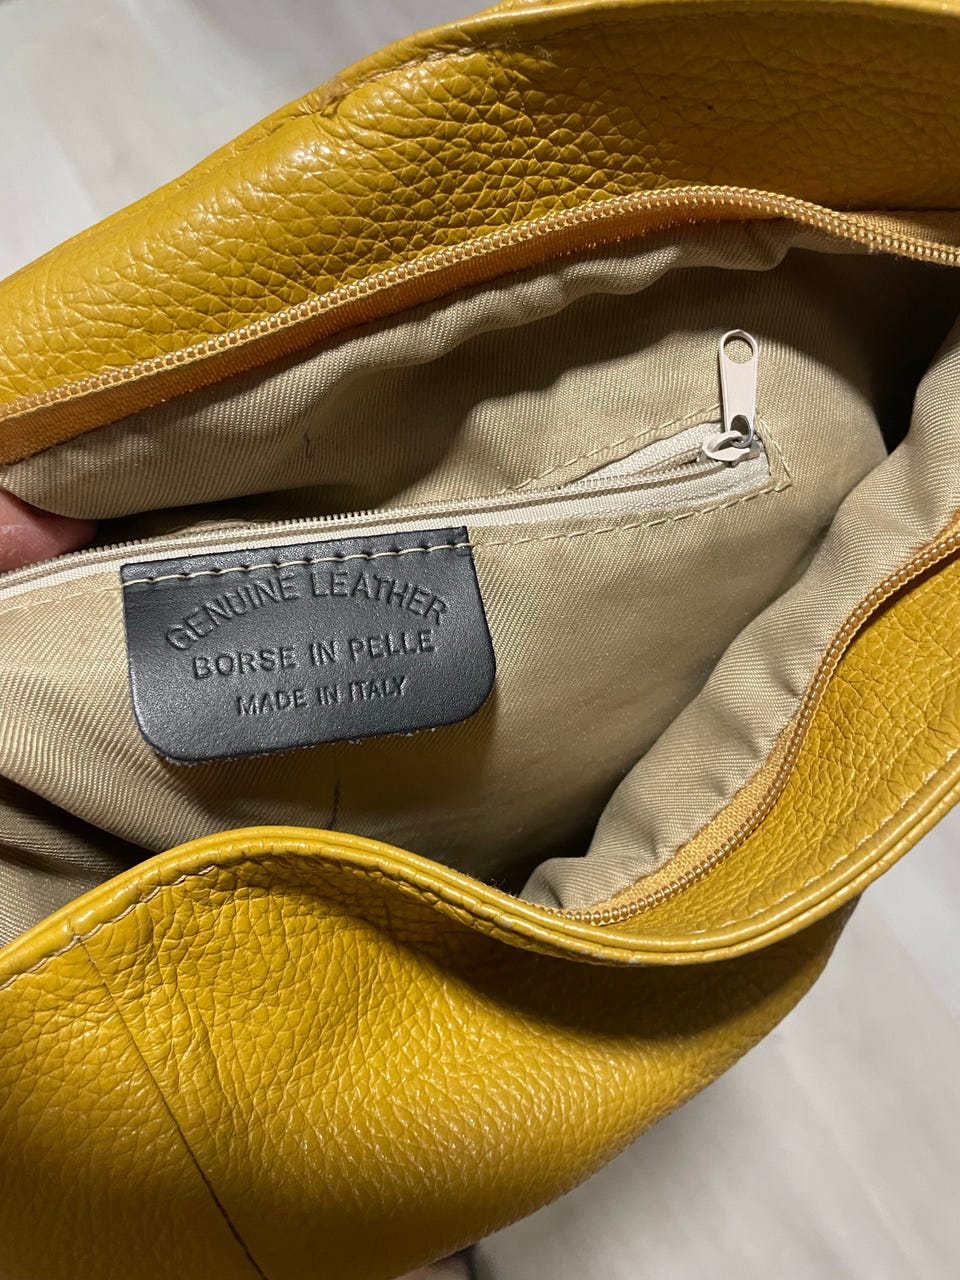 GENUINE LEATHER
BORSE IN PELLE
MADE IN ITALY